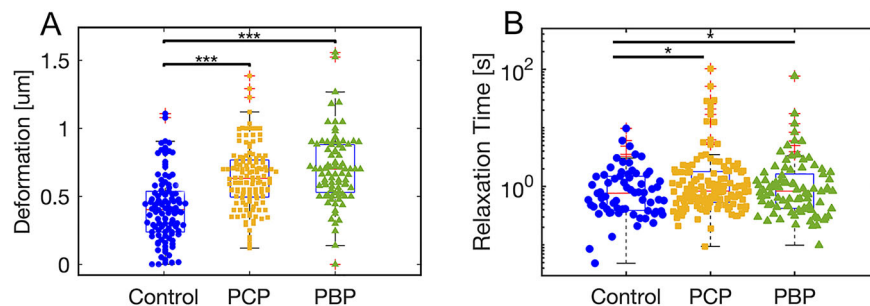 A
Deformation [um]
1.5
1
0.5
0
***
***
Control PCP PBP
B
Relaxation Time [s]
10²
10⁰
*
*
Control PCP PBP